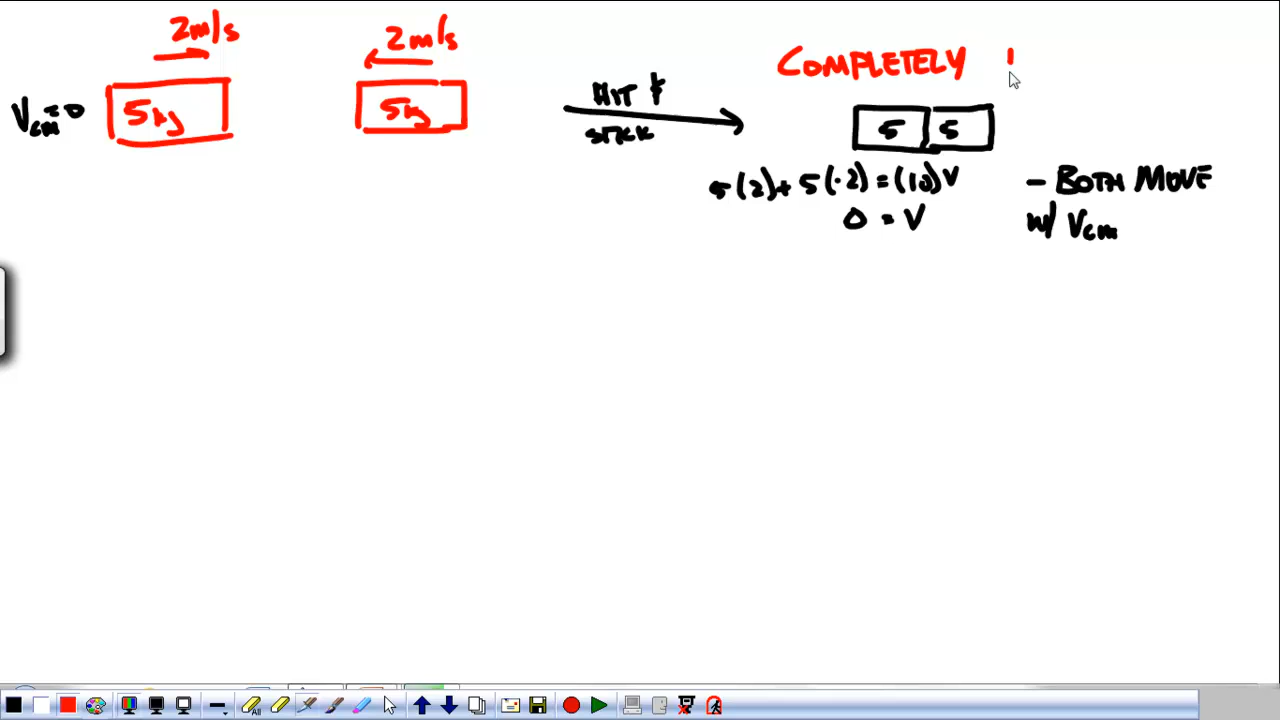 2m/s
2m/s
COMPLETELY I
Vcm = 0
5kg
5kg
HIT &
STICK
5 5
5(2)+ 5(-2) = (10)V
0 = V
- BOTH MOVE
w/ Vcm
All